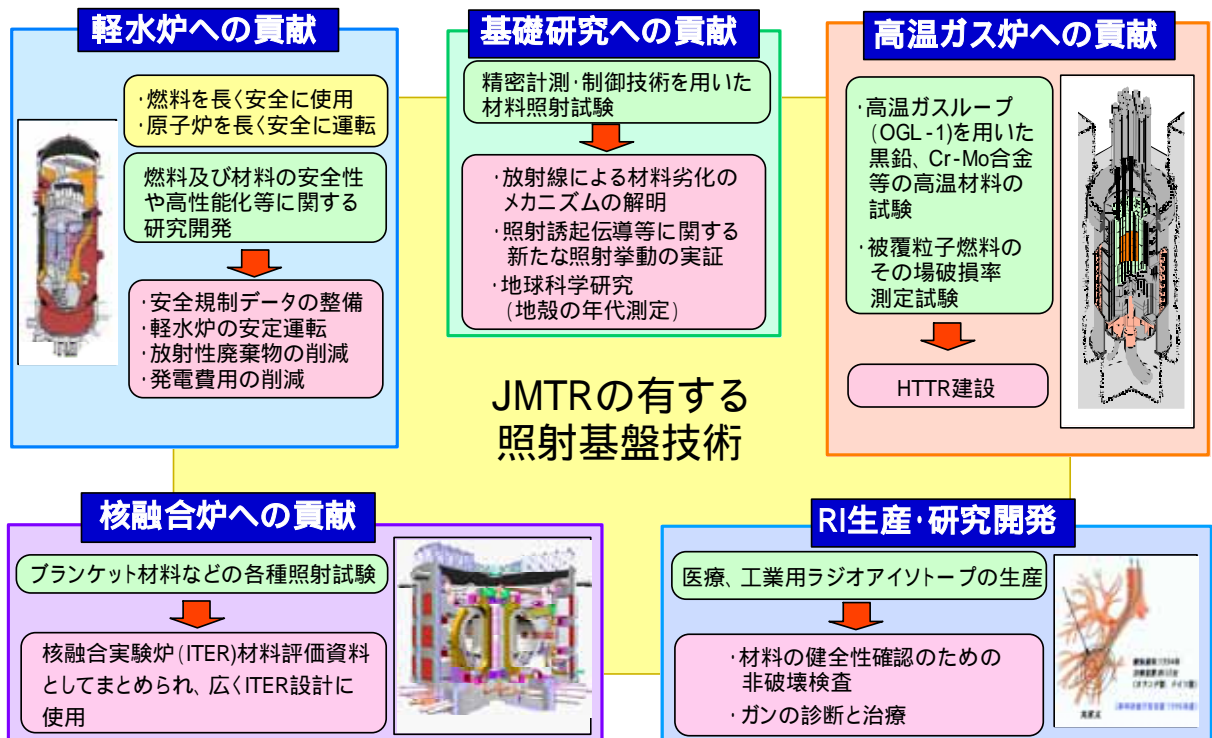 軽水炉への貢献
・燃料を長く安全に使用
・原子炉を長く安全に運転
燃料及び材料の安全性
や高性能化等に関する
研究開発
・安全規制データの整備
・軽水炉の安定運転
・放射性廃棄物の削減
・発電費用の削減
基礎研究への貢献
精密計測・制御技術を用いた
材料照射試験
・放射線による材料劣化の
メカニズムの解明
・照射誘起伝導等に関する
新たな照射挙動の実証
・地球科学研究
(地殻の年代測定)
高温ガス炉への貢献
・高温ガスループ
(OGL-1)を用いた
黒鉛、Cr-Mo合金
等の高温材料の
試験
・被覆粒子燃料の
その場破損率
測定試験
HTTR建設
JMTRの有する
照射基盤技術
核融合炉への貢献
ブランケット材料などの各種照射試験
核融合実験炉(ITER)材料評価資料
としてまとめられ、広くITER設計に
使用
RI生産・研究開発
医療、工業用ラジオアイソトープの生産
・材料の健全性確認のための
非破壊検査
・ガンの診断と治療